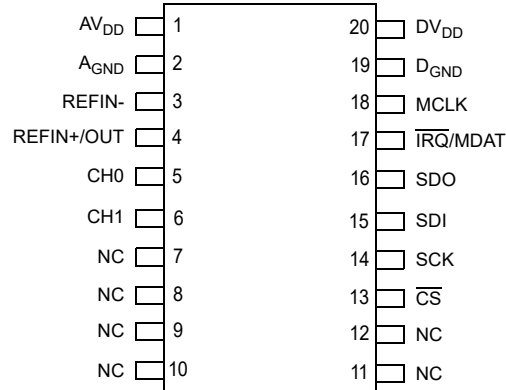 AVDD 1 20 DVDD
AGND 2 19 DGND
REFIN- 3 18 MCLK
REFIN+/OUT 4 17 IRQ/MDAT
CH0 5 16 SDO
CH1 6 15 SDI
NC 7 14 SCK
NC 8 13 CS
NC 9 12 NC
NC 10 11 NC